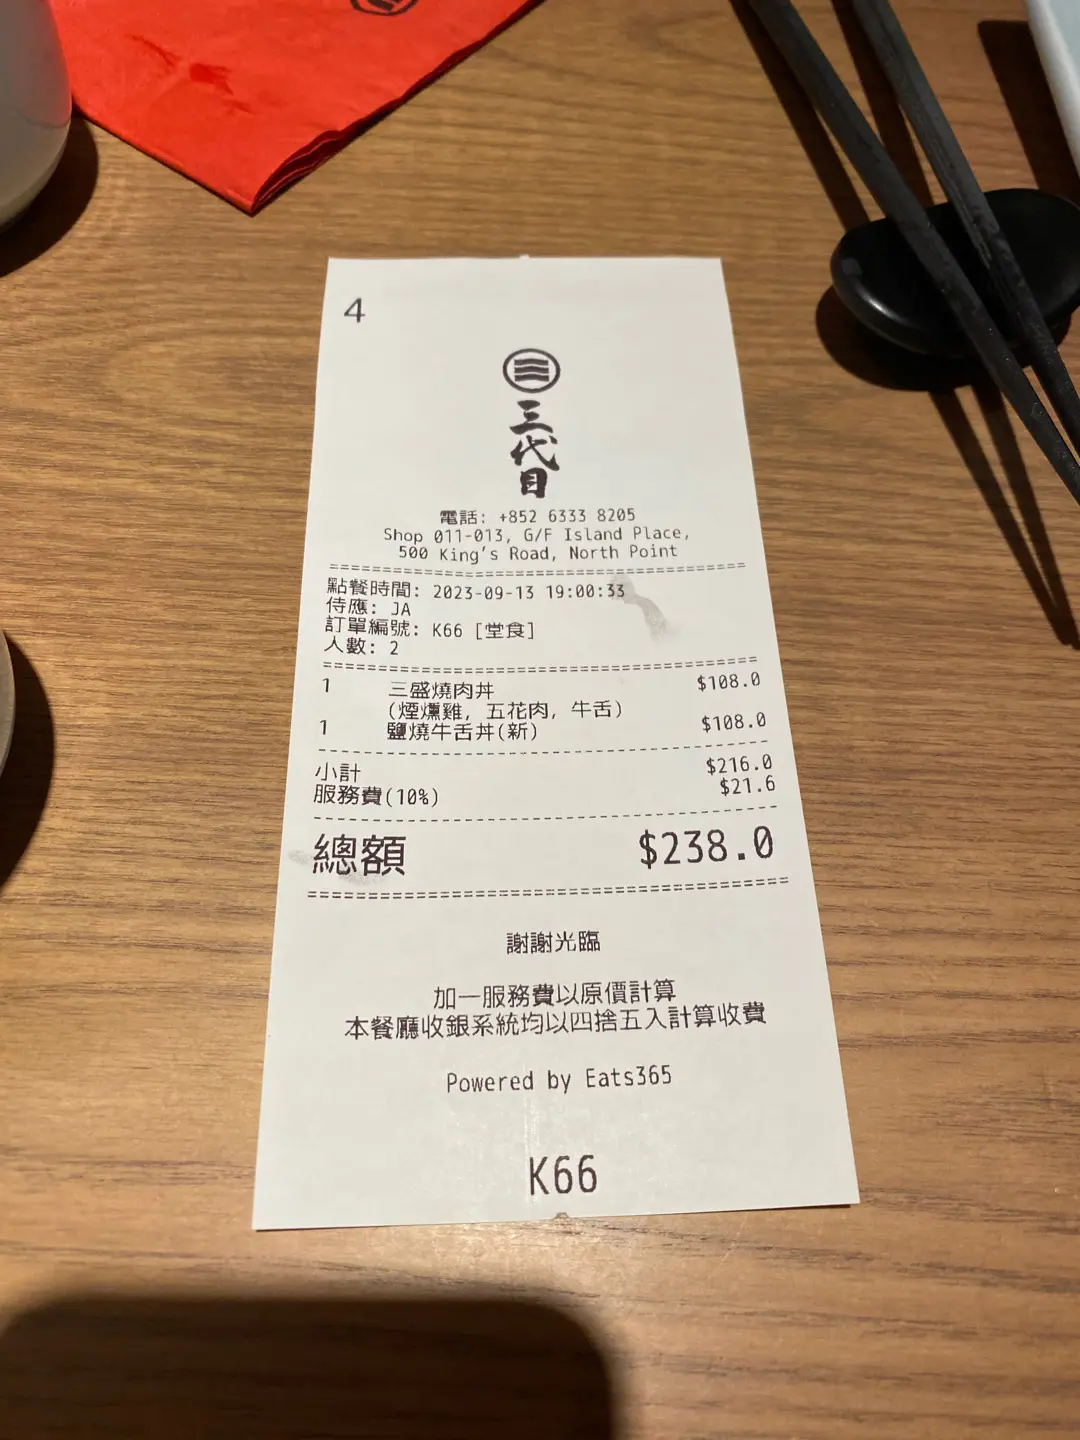 4
三代目
電話: +852 6333 8205
Shop 011-013, G/F Island Place,
500 King's Road, North Point
點餐時間: 2023-09-13 19:00:33
侍應: JA
訂單編號: K66 [堂食]
人數: 2
1 三盛燒肉丼 $108.0
(煙燻雞, 五花肉, 牛舌)
1 鹽燒牛舌丼(新) $108.0
小計 $216.0
服務費(10%) $21.6
總額 $238.0
謝謝光臨
加一服務費以原價計算
本餐廳收銀系統均以四捨五入計算收費
Powered by Eats365
K66